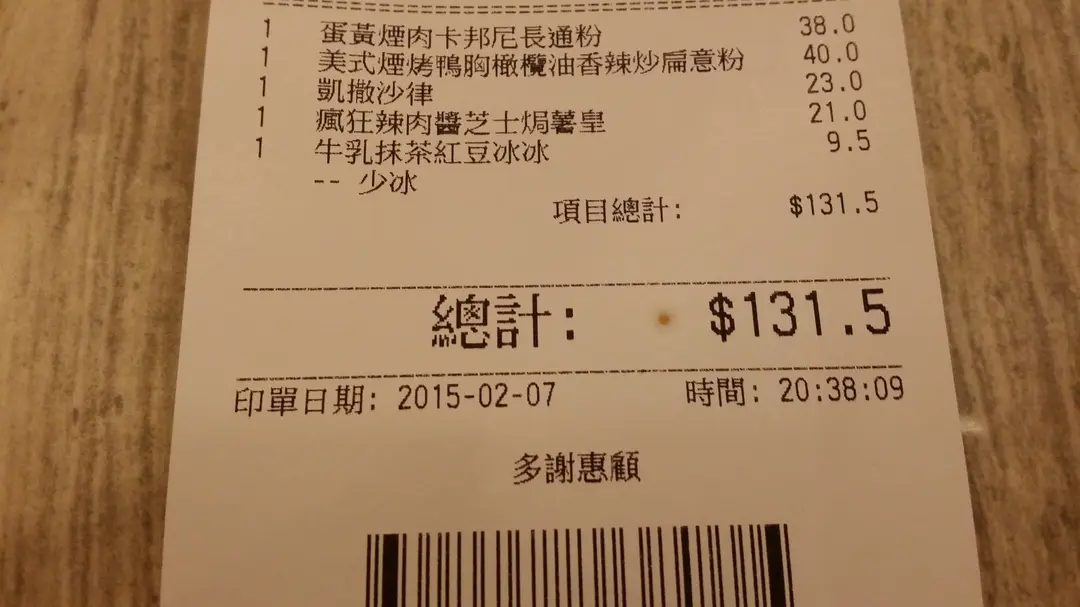 1 蛋黃煙肉卡邦尼長通粉 38.0
1 美式煙烤鴨胸橄欖油香辣炒扁意粉 40.0
1 凱撒沙律 23.0
1 瘋狂辣肉醬芝士焗薯皇 21.0
1 牛乳抹茶紅豆冰冰 9.5
-- 少冰
項目總計: $131.5
總計: $131.5
印單日期: 2015-02-07 時間: 20:38:09
多謝惠顧